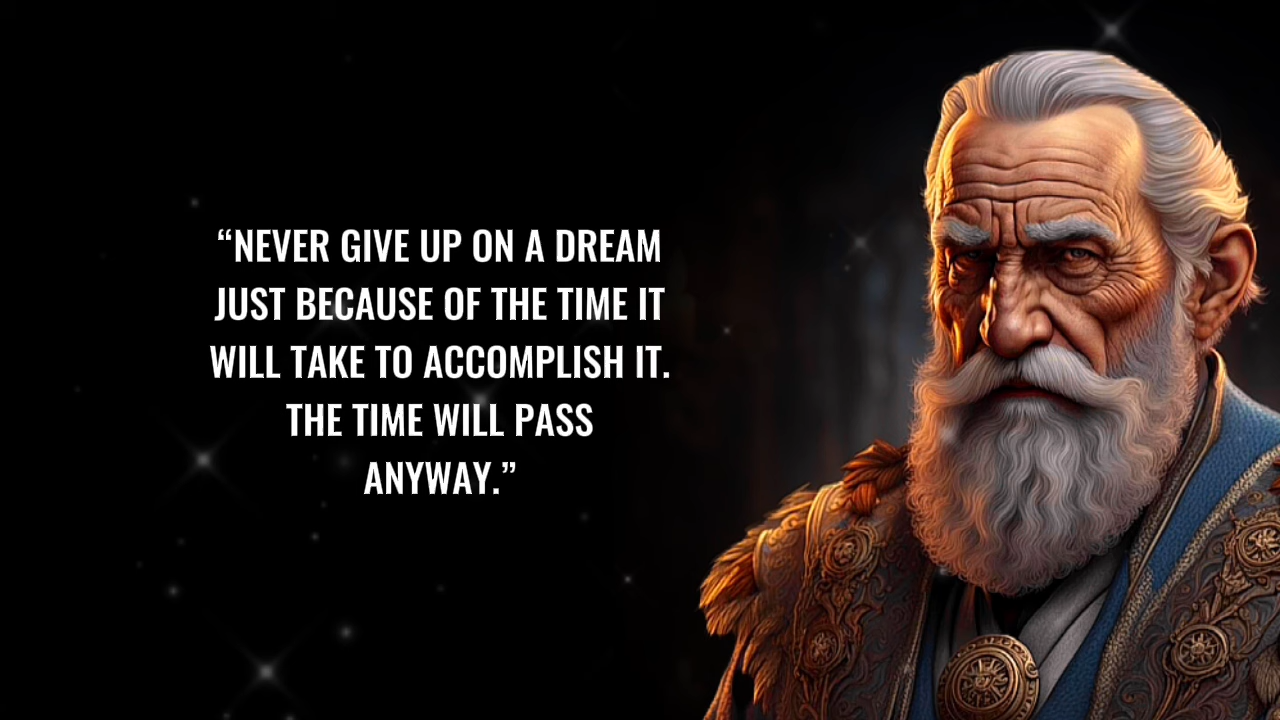 “NEVER GIVE UP ON A DREAM
JUST BECAUSE OF THE TIME IT
WILL TAKE TO ACCOMPLISH IT.
THE TIME WILL PASS
ANYWAY.”